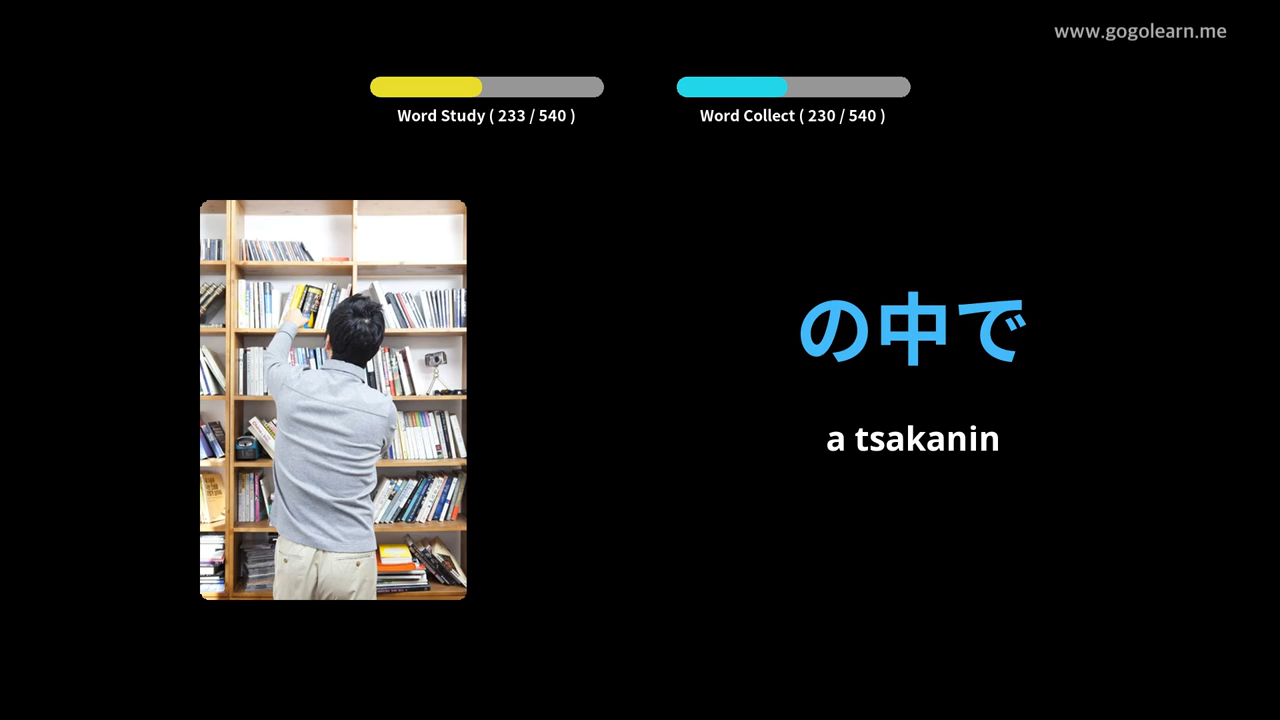 www.gogolearn.me
Word Study ( 233 / 540 )
Word Collect ( 230 / 540 )
の中で
a tsakanin